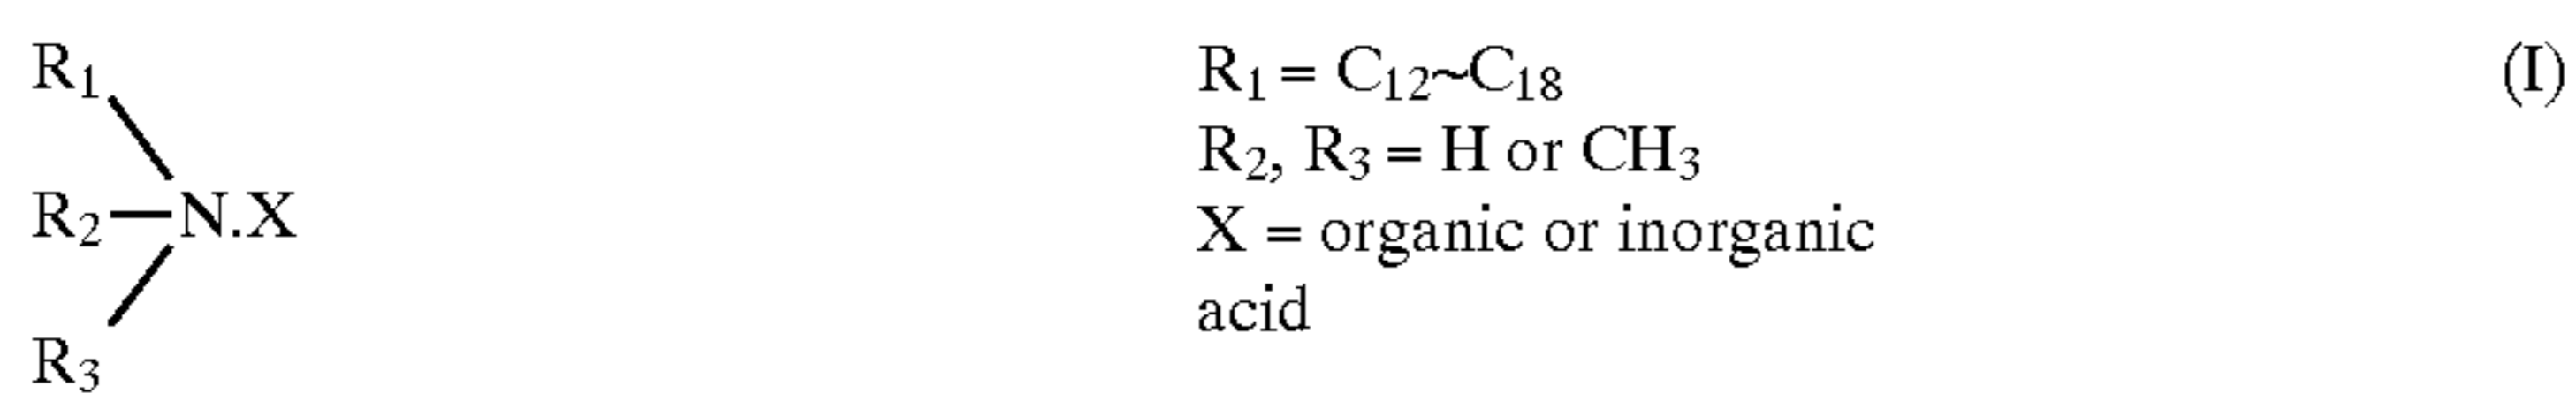 R₁ R₁ = C₁₂~C₁₈ (I)
R₂, R₃ = H or CH₃
R₂—N.X X = organic or inorganic
acid
R₃